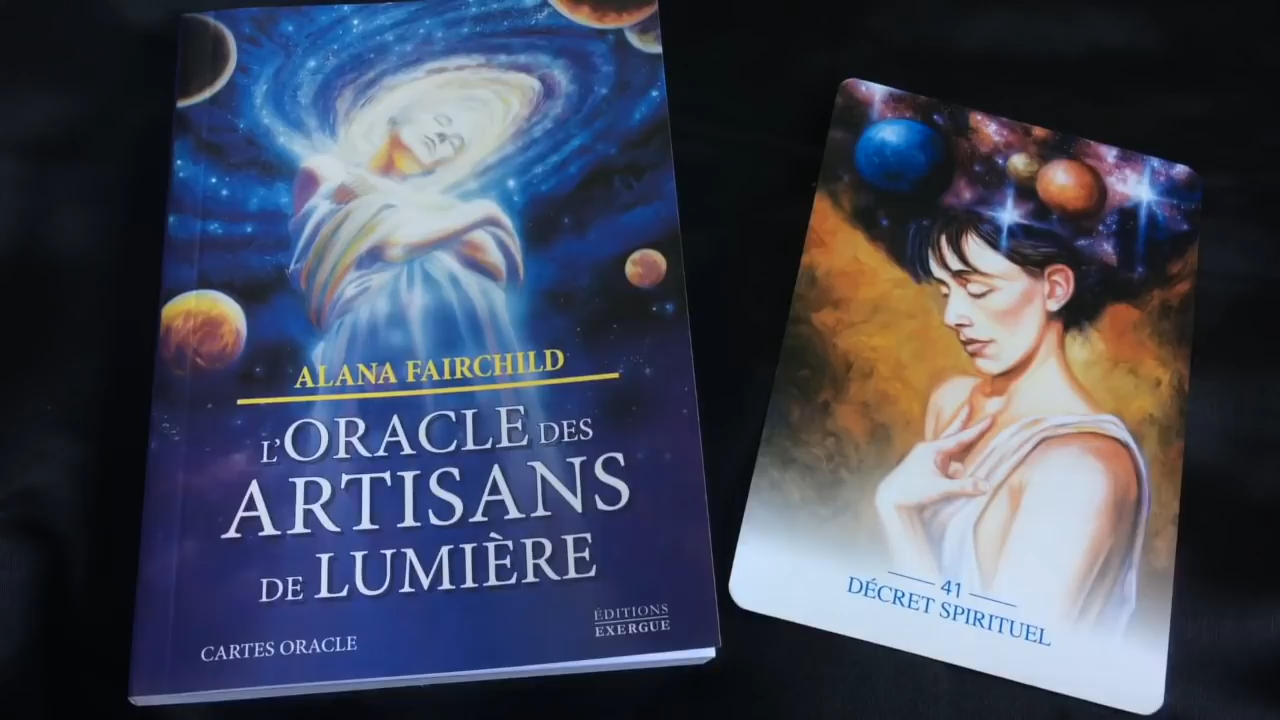 ALANA FAIRCHILD
L'ORACLE DES
ARTISANS
DE LUMIÈRE
CARTES ORACLE
ÉDITIONS
EXERGUE
41
DÉCRET SPIRITUEL